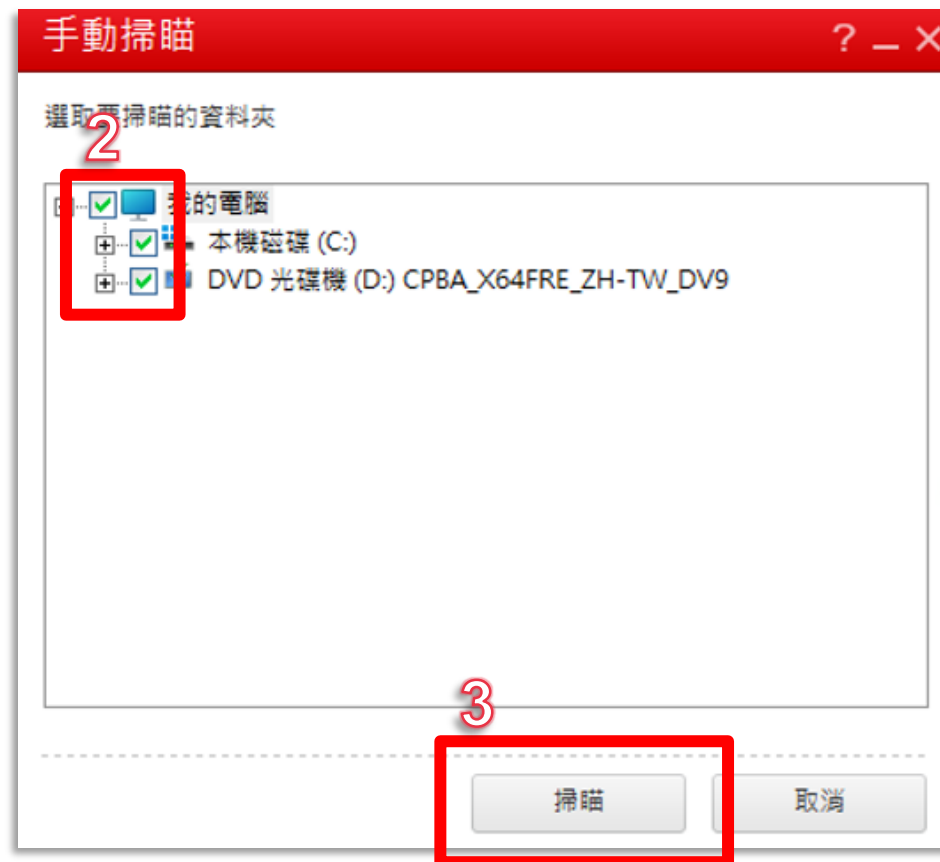 手動掃瞄 ? _ X
選取要掃瞄的資料夾
2
我的電腦
本機磁碟 (C:)
DVD 光碟機 (D:) CPBA_X64FRE_ZH-TW_DV9
3
掃瞄 取消